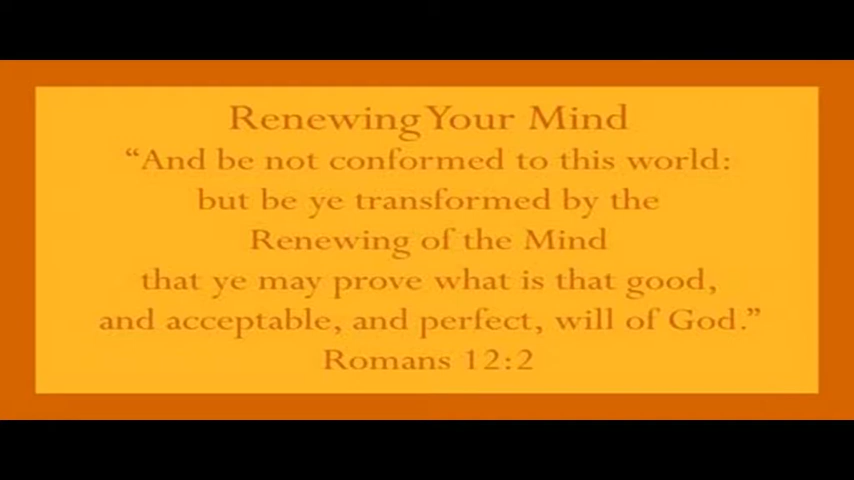 Renewing Your Mind
“And be not conformed to this world:
but be ye transformed by the
Renewing of the Mind
that ye may prove what is that good,
and acceptable, and perfect, will of God.”
Romans 12:2